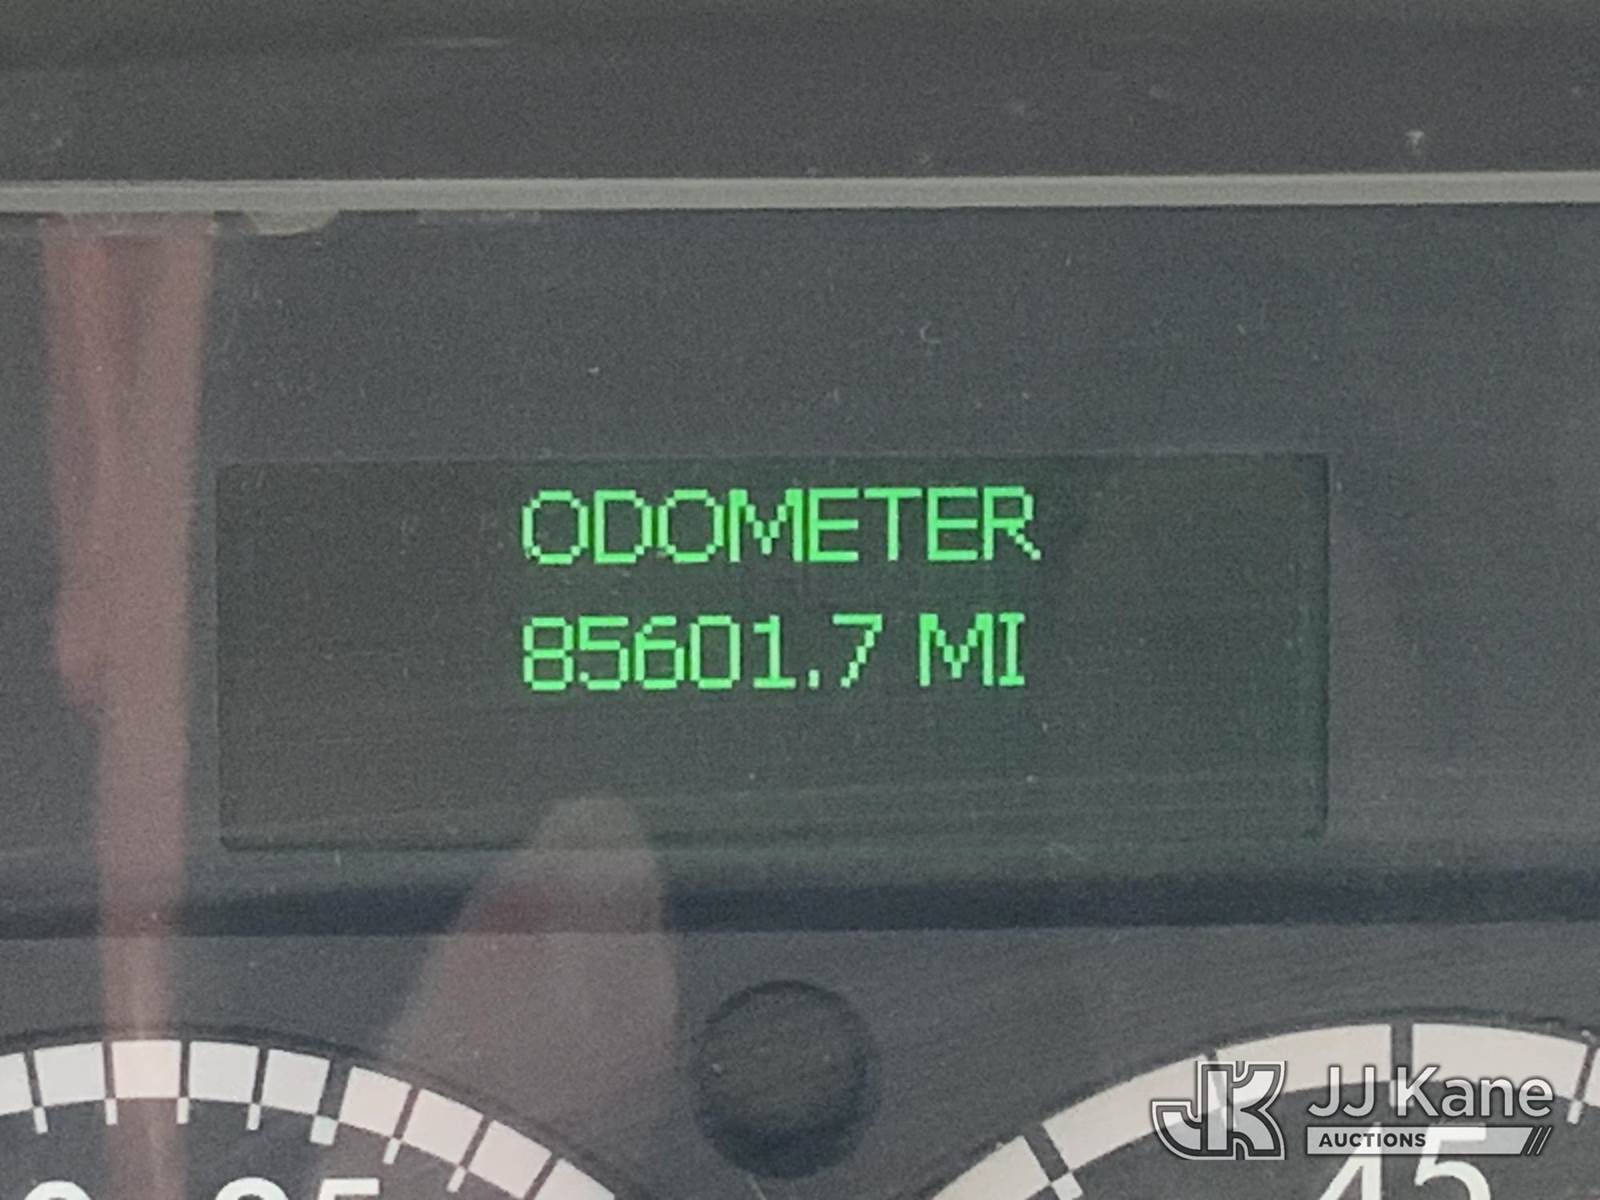 ODOMETER
85601.7 MI
45
JJ Kane
AUCTIONS